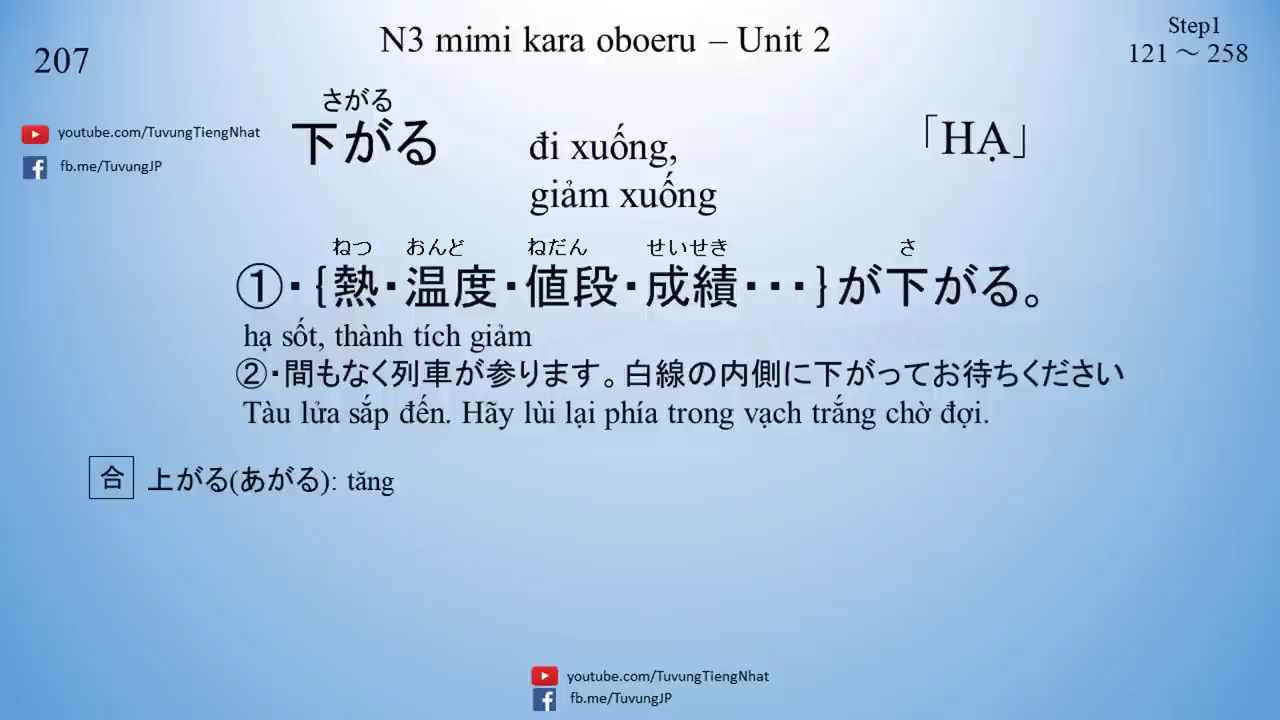 N3 mimi kara oboeru – Unit 2
Step1
121 ～ 258
207
youtube.com/TuvungTiengNhat
fb.me/TuvungJP
さがる
下がる
đi xuống,
giảm xuống
「HẠ」
ねつ おんど ねだん せいせき さ
①・{熱・温度・値段・成績・・・}が下がる。
hạ sốt, thành tích giảm
②・間もなく列車が参ります。白線の内側に下がってお待ちください
Tàu lửa sắp đến. Hãy lùi lại phía trong vạch trắng chờ đợi.
合 上がる(あがる): tăng
youtube.com/TuvungTiengNhat
fb.me/TuvungJP